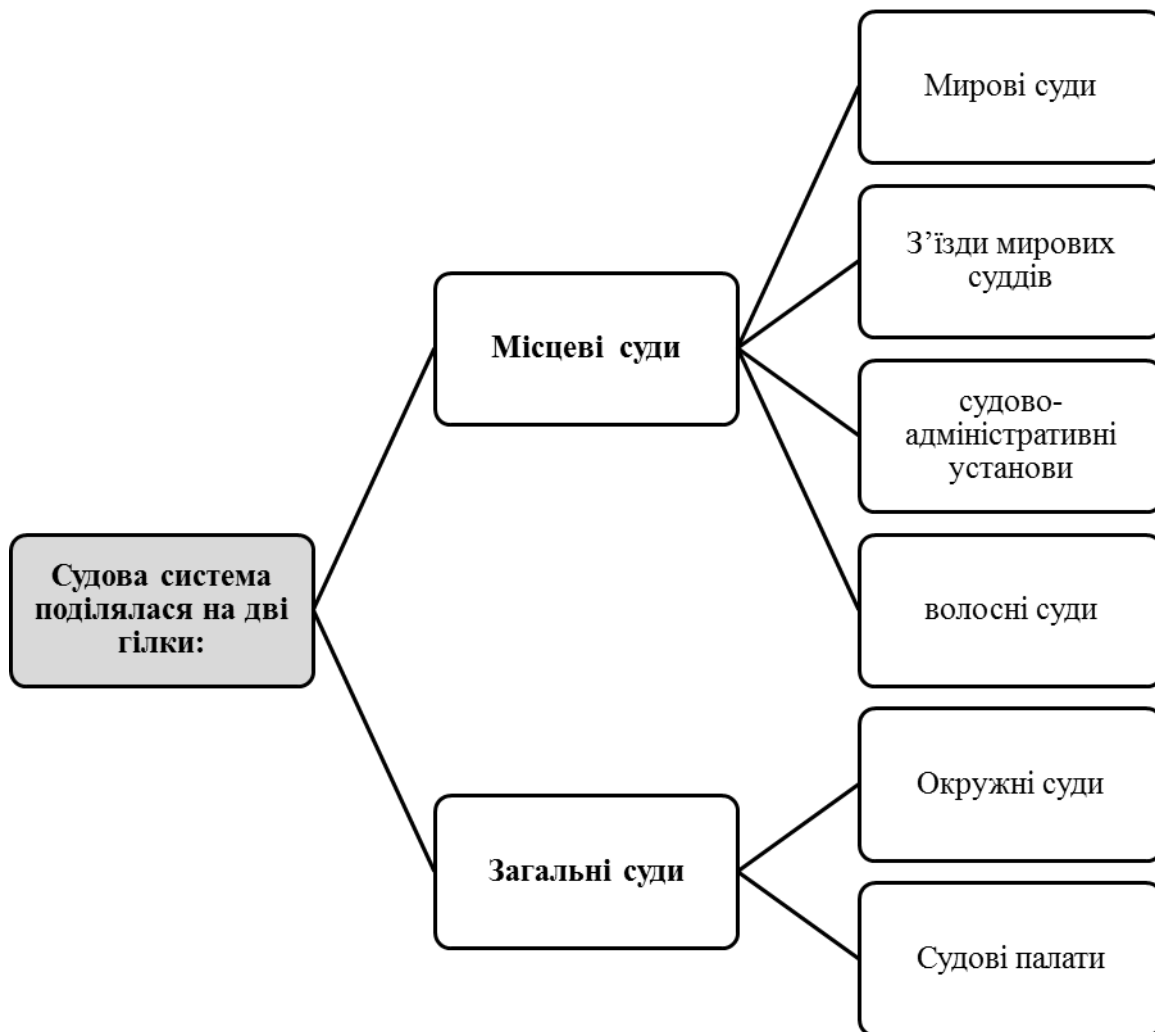 Судова система
поділялася на дві
гілки:
Місцеві суди
Мирові суди
З’їзди мирових
суддів
судово-
адміністративні
установи
волосні суди
Загальні суди
Окружні суди
Судові палати